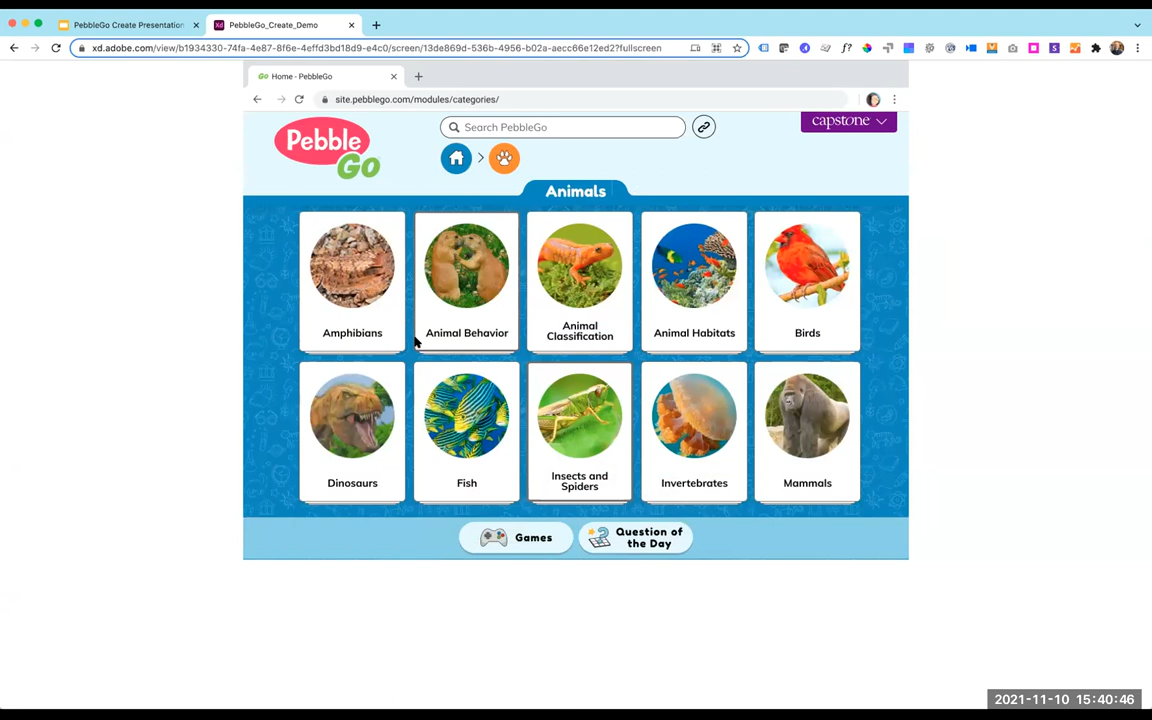 PebbleGo Create Presentation
PebbleGo_Create_Demo
xd.adobe.com/view/b1934330-74fa-4e87-8f6e-4effd3bd18d9-e4c0/screen/13de869d-536b-4956-b02a-aecc66e12ed2?fullscreen
Go Home - PebbleGo
site.pebblego.com/modules/categories/
Pebble
Go
Search PebbleGo
capstone
Animals
Amphibians
Animal Behavior
Animal
Classification
Animal Habitats
Birds
Dinosaurs
Fish
Insects and
Spiders
Invertebrates
Mammals
Games
Question of
the Day
2021-11-10 15:40:46